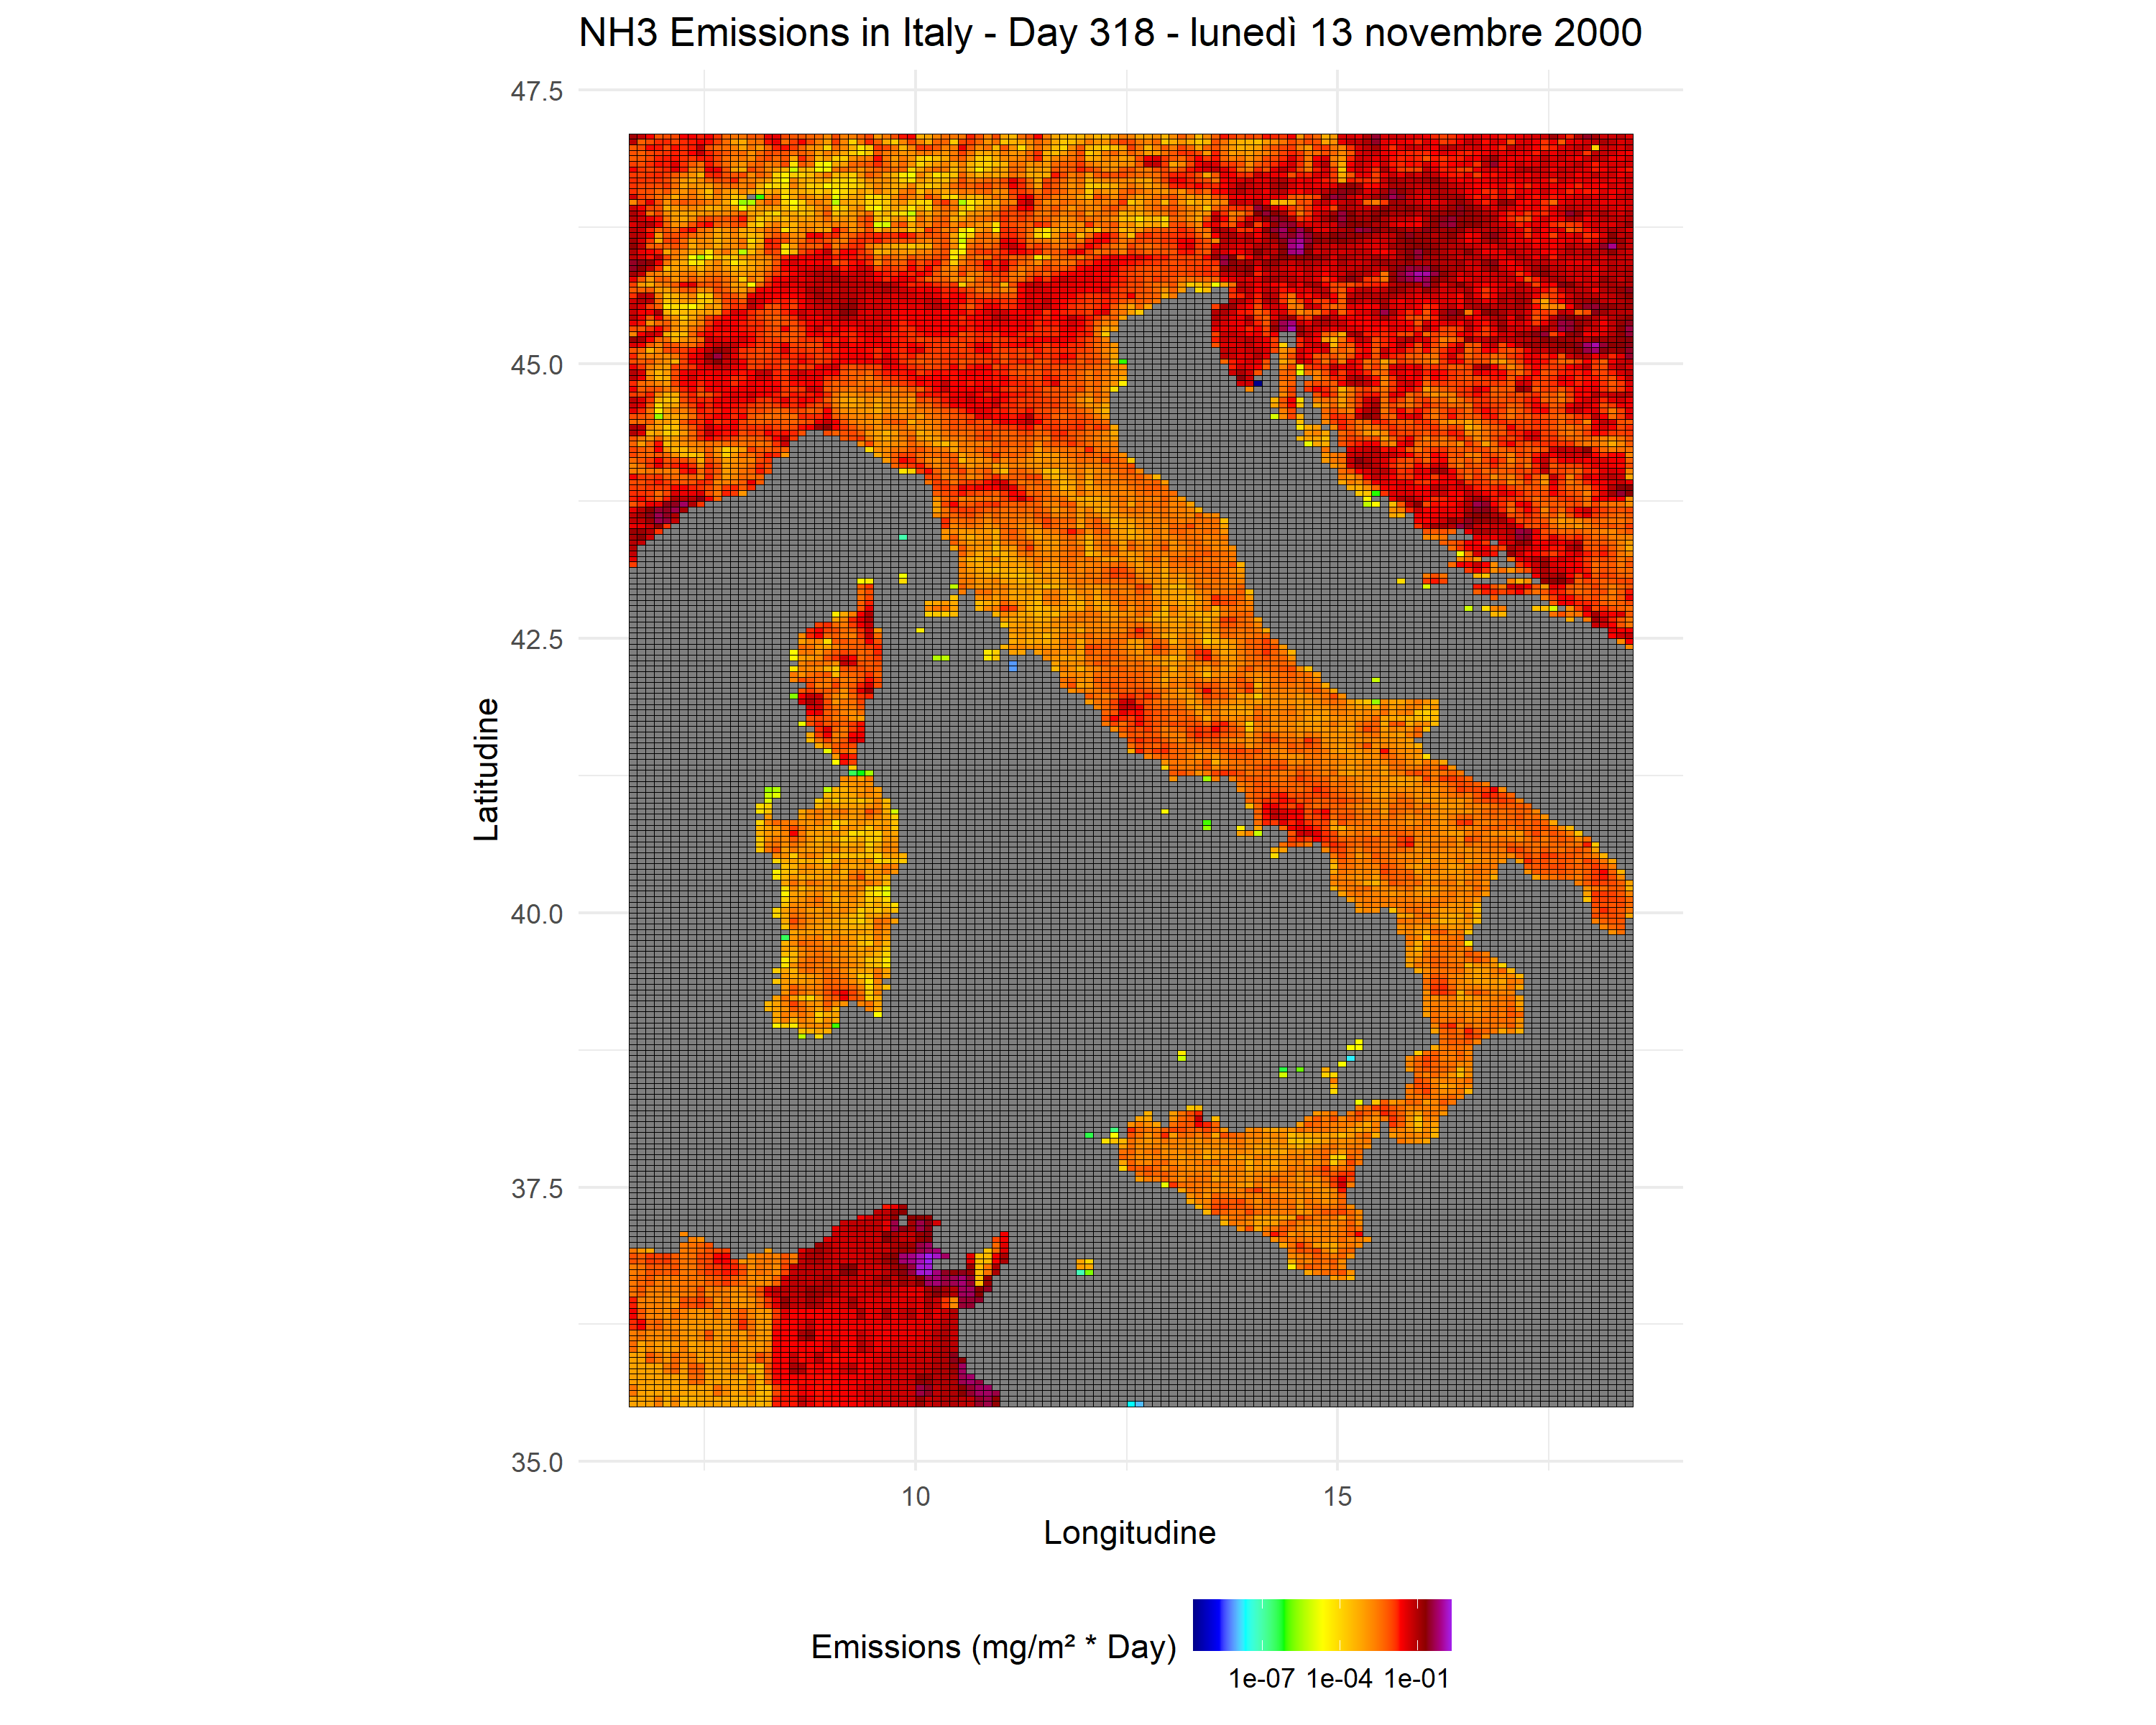 NH3 Emissions in Italy - Day 318 - lunedì 13 novembre 2000
47.5
45.0
42.5
40.0
37.5
35.0
Latitudine
10 15
Longitudine
Emissions (mg/m² * Day)
1e-07 1e-04 1e-01